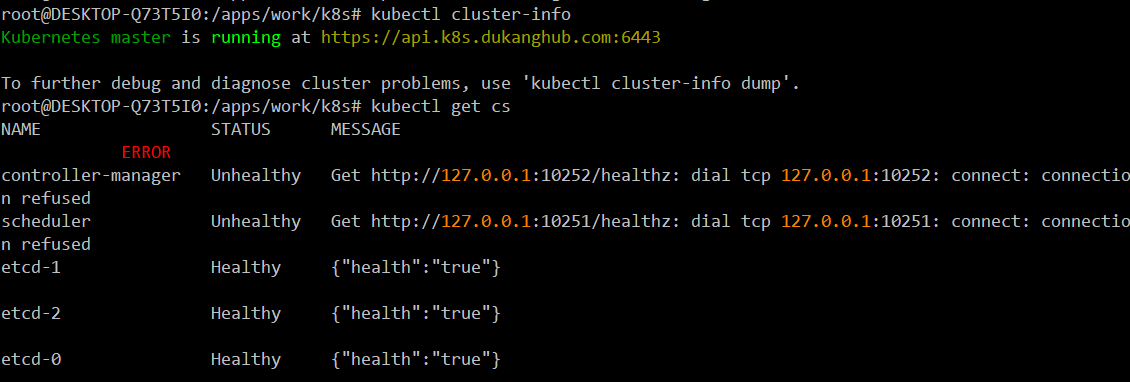 root@DESKTOP-Q73T5I0:/apps/work/k8s# kubectl cluster-info
Kubernetes master is running at https://api.k8s.dukanghub.com:6443
To further debug and diagnose cluster problems, use 'kubectl cluster-info dump'.
root@DESKTOP-Q73T5I0:/apps/work/k8s# kubectl get cs
NAME STATUS MESSAGE
ERROR
controller-manager Unhealthy Get http://127.0.0.1:10252/healthz: dial tcp 127.0.0.1:10252: connect: connectio
n refused
scheduler Unhealthy Get http://127.0.0.1:10251/healthz: dial tcp 127.0.0.1:10251: connect: connectio
n refused
etcd-1 Healthy {"health":"true"}
etcd-2 Healthy {"health":"true"}
etcd-0 Healthy {"health":"true"}